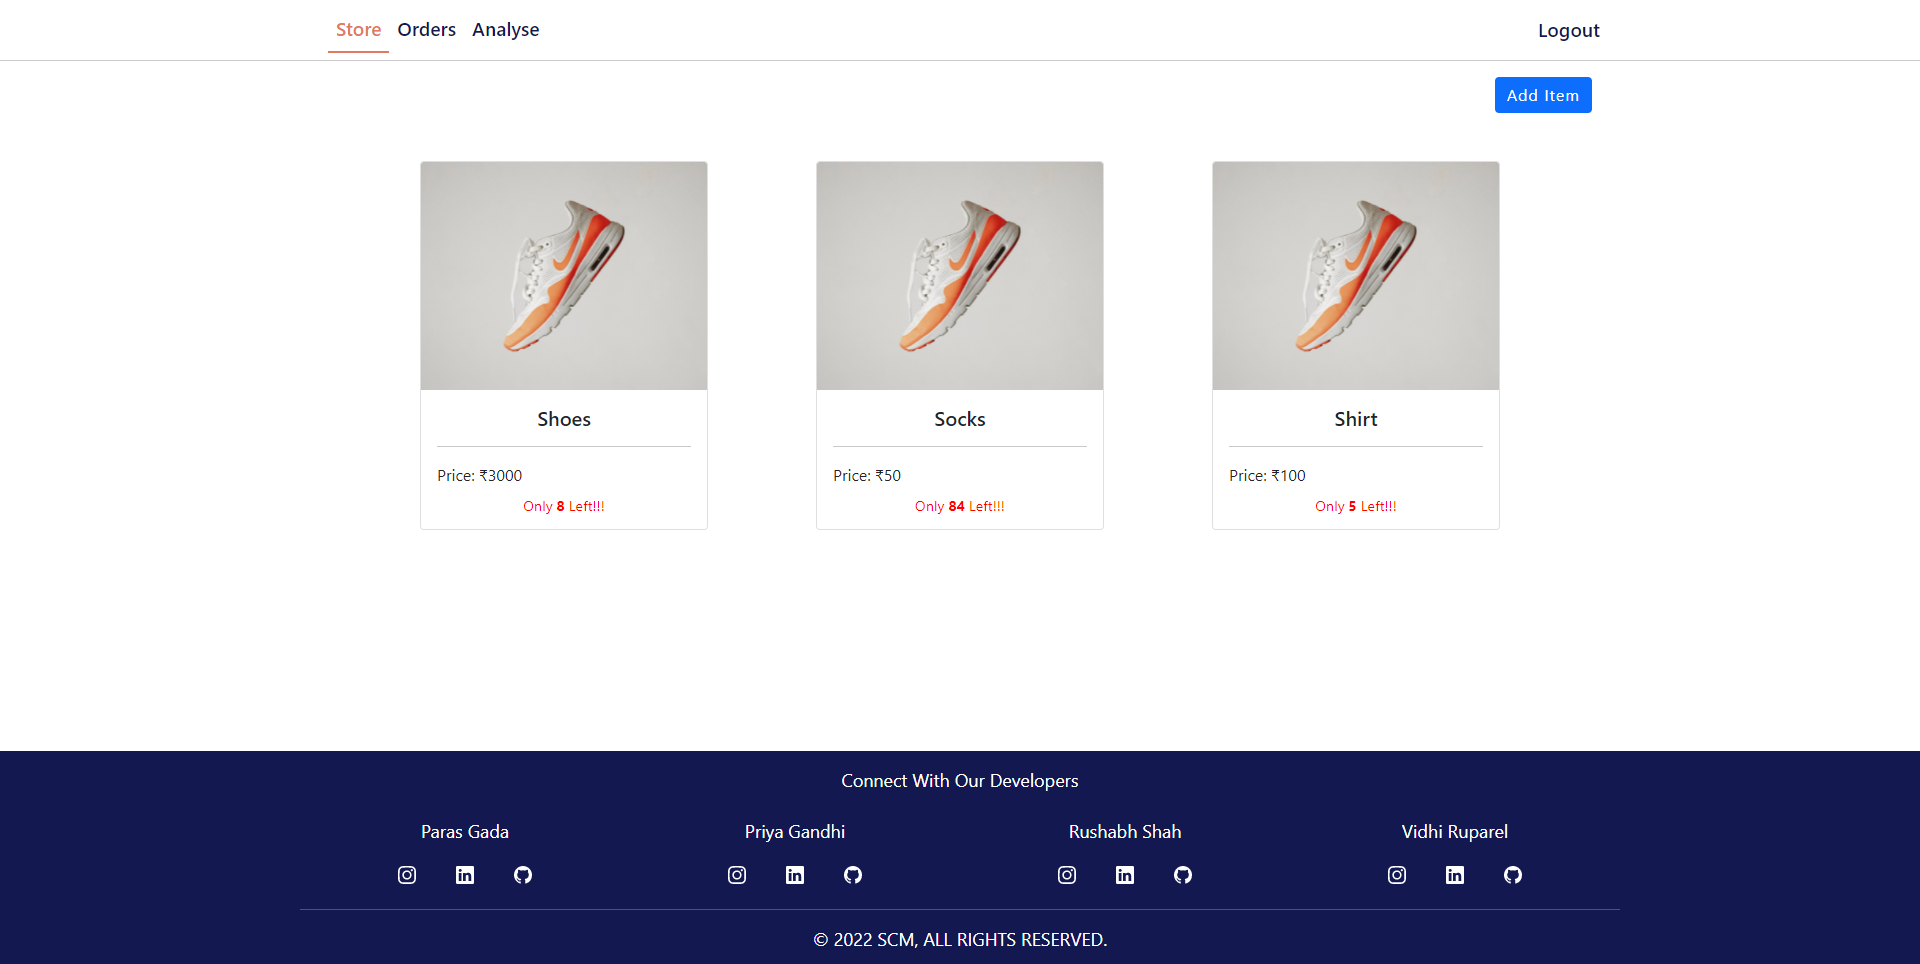 Store Orders Analyse Logout
Add Item
Shoes
Price: ₹3000
Only 8 Left!!!
Socks
Price: ₹50
Only 84 Left!!!
Shirt
Price: ₹100
Only 5 Left!!!
Connect With Our Developers
Paras Gada
Priya Gandhi
Rushabh Shah
Vidhi Ruparel
© 2022 SCM, ALL RIGHTS RESERVED.